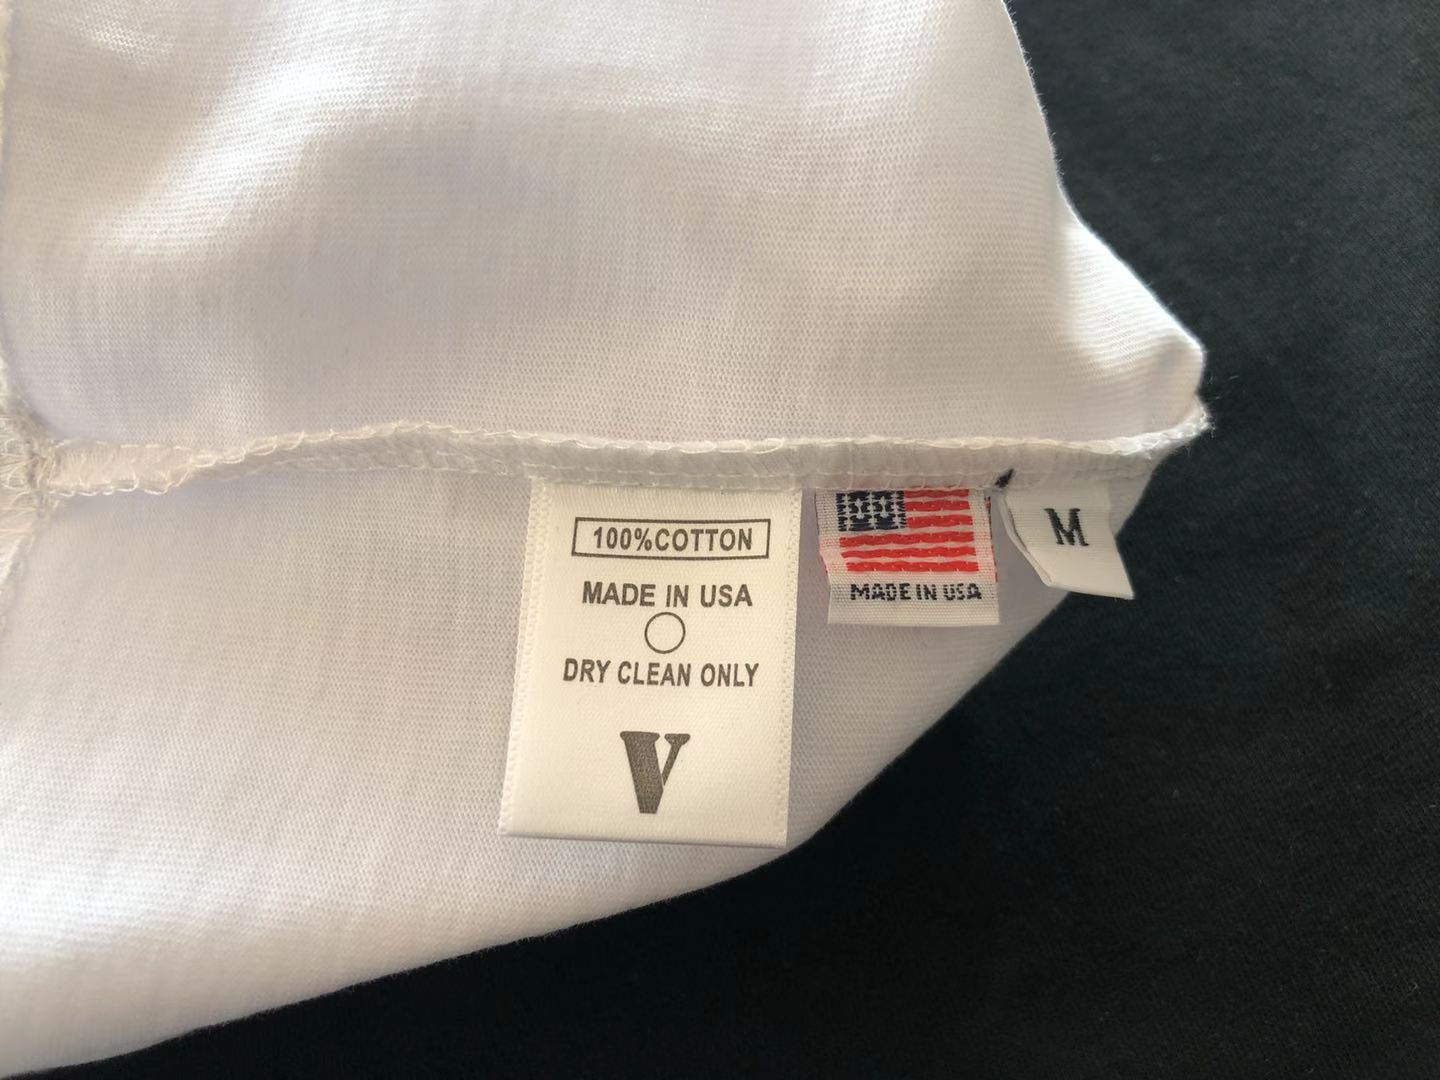 100%COTTON
MADE IN USA
DRY CLEAN ONLY
V
MADE IN USA
M